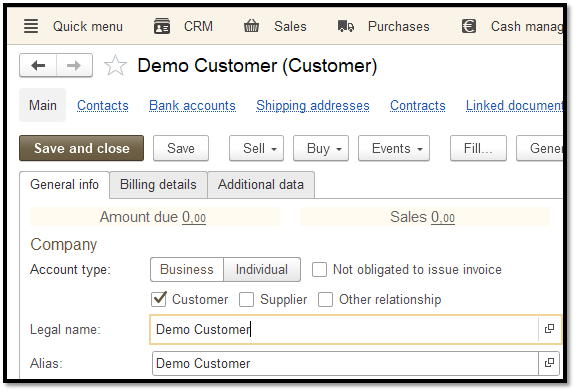 Quick menu CRM Sales Purchases Cash manag
Demo Customer (Customer)
Main Contacts Bank accounts Shipping addresses Contracts Linked document
Save and close Save Sell Buy Events Fill... Gener
General info Billing details Additional data
Amount due 0,00 Sales 0,00
Company
Account type: Business Individual Not obligated to issue invoice
Customer Supplier Other relationship
Legal name: Demo Customer
Alias: Demo Customer